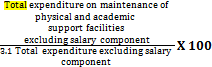 Total expenditure on maintenance of
physical and academic
support facilities
excluding salary component
3.1 Total expenditure excluding salary
component
X 100